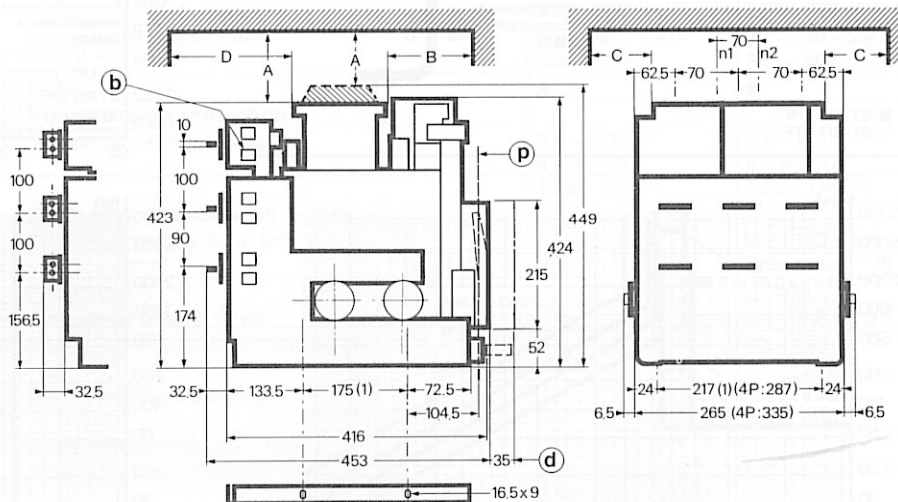 D
A
A
B
C
70
n1
n2
C
62.5
70
70
62.5
b
10
100
423
100
90
100
174
156.5
p
449
424
215
52
32.5
32.5
133.5
175 (1)
72.5
104.5
416
453
35
d
16.5 x 9
24
217 (1) (4P : 287)
24
6.5
265 (4P : 335)
6.5